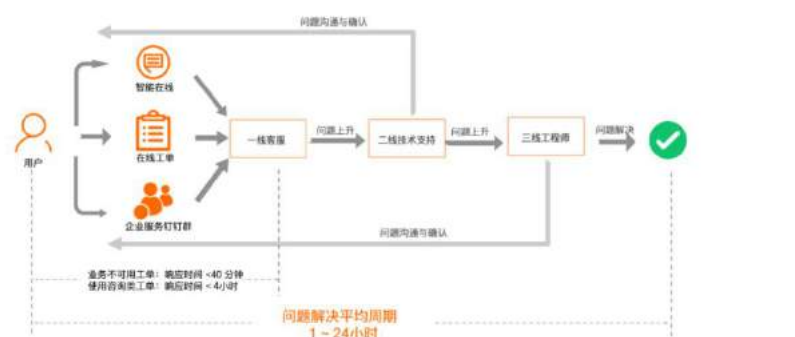 问题沟通与确认
智能在线
用户
在线工单
企业服务钉钉群
一线客服
问题上升
二线技术支持
问题上升
三线工程师
问题解决
问题沟通与确认
业务不可用工单：响应时间 <40 分钟
使用咨询类工单：响应时间 < 4小时
问题解决平均周期
1 ~ 24小时